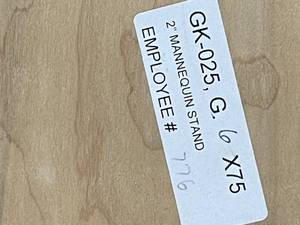 GK-025, G. 6 X75
2" MANNEQUIN STAND
EMPLOYEE # 776